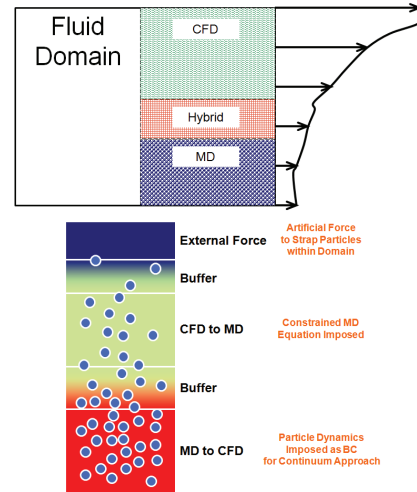 Fluid
Domain
CFD
Hybrid
MD
External Force
Artificial Force
to Strap Particles
within Domain
Buffer
CFD to MD
Constrained MD
Equation Imposed
Buffer
MD to CFD
Particle Dynamics
Imposed as BC
for Continuum Approach